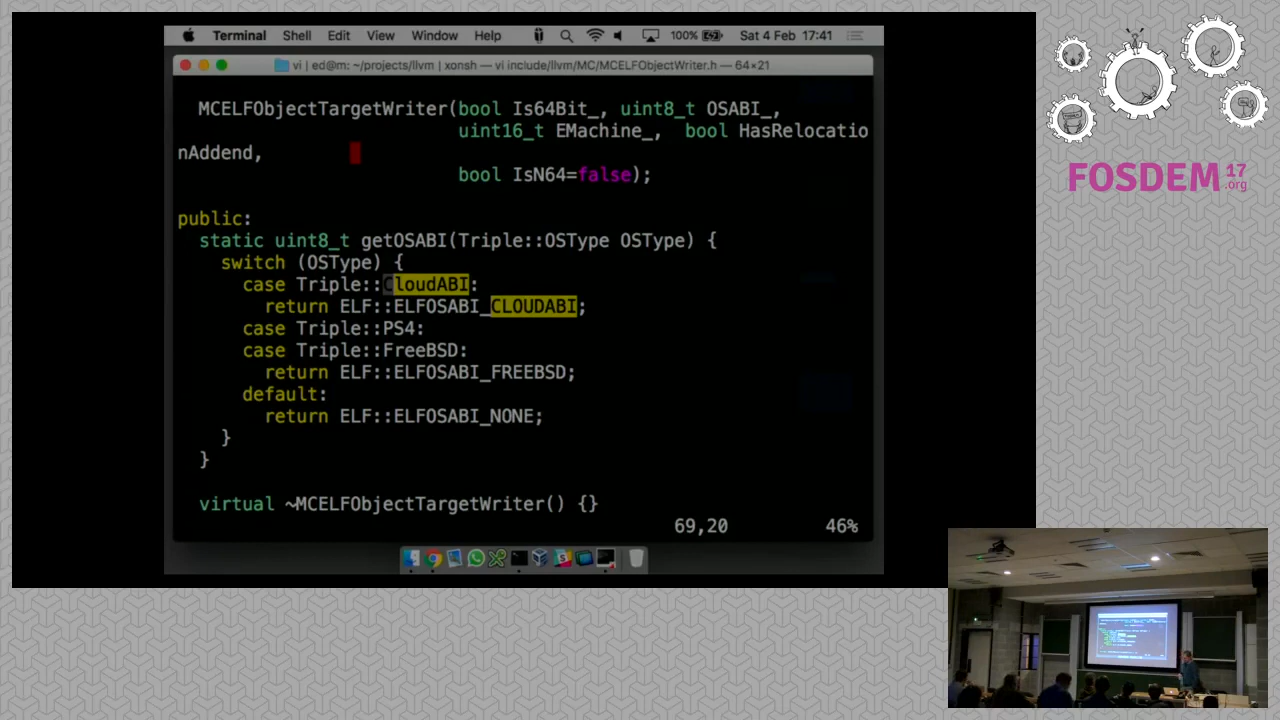 Terminal Shell Edit View Window Help 100% Sat 4 Feb 17:41
vi | ed@m: ~/projects/llvm | xonsh — vi include/llvm/MC/MCELFObjectWriter.h — 64×21
MCELFObjectTargetWriter(bool Is64Bit_, uint8_t OSABI_,
uint16_t EMachine_,  bool HasRelocatio
nAddend,
bool IsN64=false);
public:
static uint8_t getOSABI(Triple::OSType OSType) {
switch (OSType) {
case Triple::CloudABI:
return ELF::ELFOSABI_CLOUDABI;
case Triple::PS4:
case Triple::FreeBSD:
return ELF::ELFOSABI_FREEBSD;
default:
return ELF::ELFOSABI_NONE;
}
}
virtual ~MCELFObjectTargetWriter() {}
69,20 46%
FOSDEM 17
.org